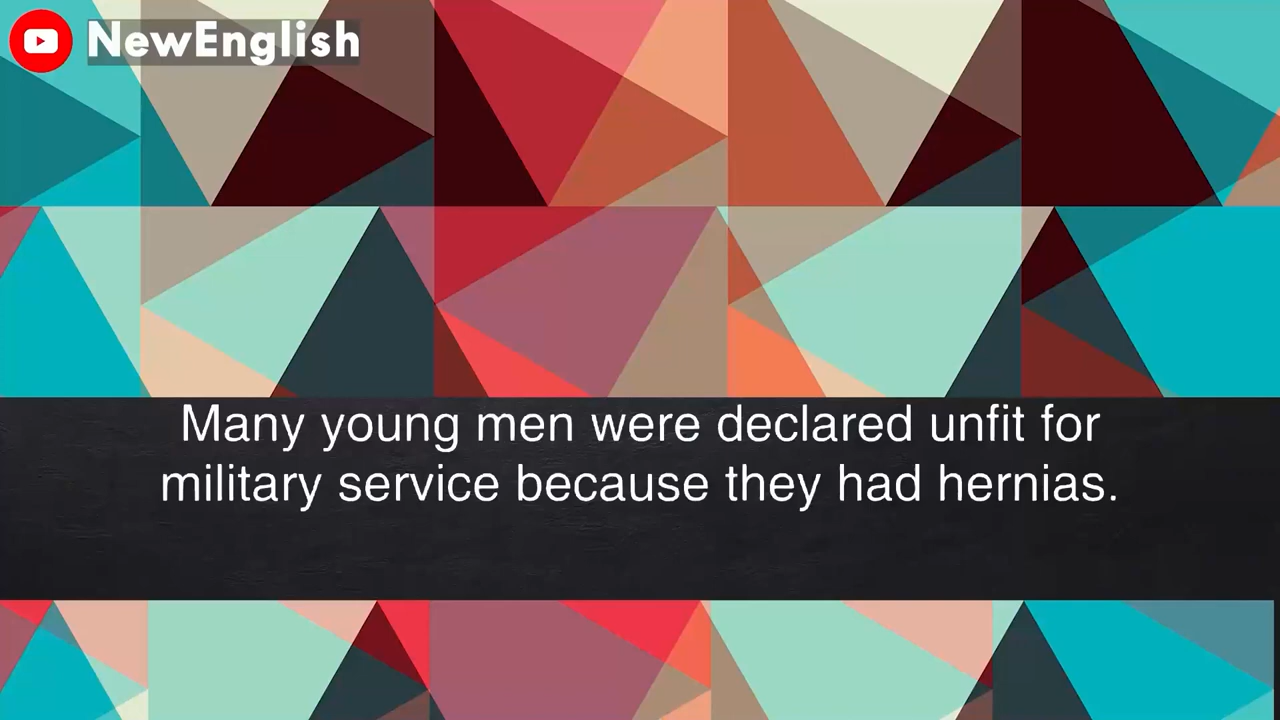 NewEnglish
Many young men were declared unfit for
military service because they had hernias.